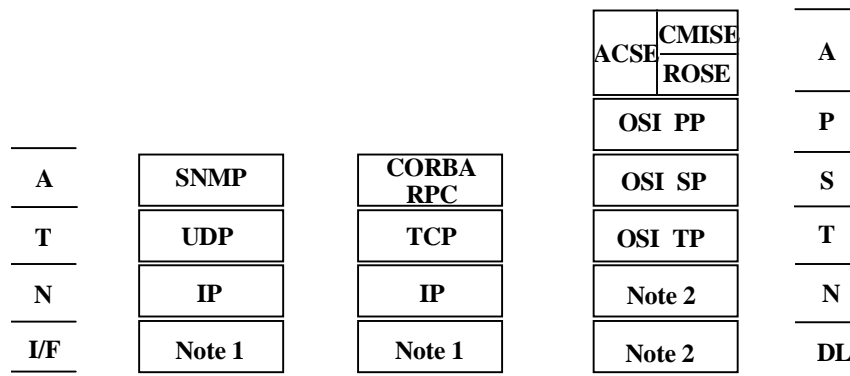 ACSE CMISE A
ROSE
OSI PP P
A SNMP CORBA RPC OSI SP S
T UDP TCP OSI TP T
N IP IP Note 2 N
I/F Note 1 Note 1 Note 2 DL